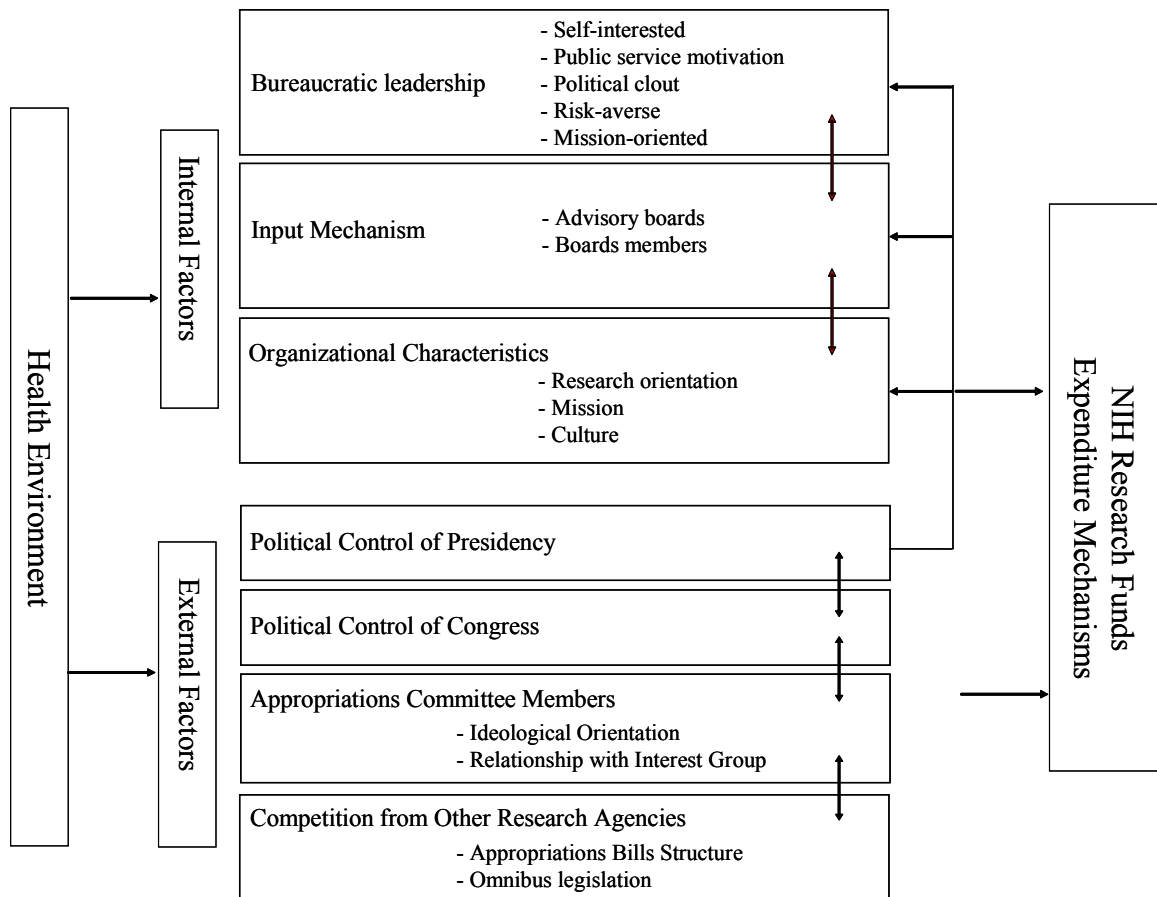 Health Environment
Internal Factors
Bureaucratic leadership
- Self-interested
- Public service motivation
- Political clout
- Risk-averse
- Mission-oriented
Input Mechanism
- Advisory boards
- Boards members
Organizational Characteristics
- Research orientation
- Mission
- Culture
External Factors
Political Control of Presidency
Political Control of Congress
Appropriations Committee Members
- Ideological Orientation
- Relationship with Interest Group
Competition from Other Research Agencies
- Appropriations Bills Structure
- Omnibus legislation
NIH Research Funds
Expenditure Mechanisms